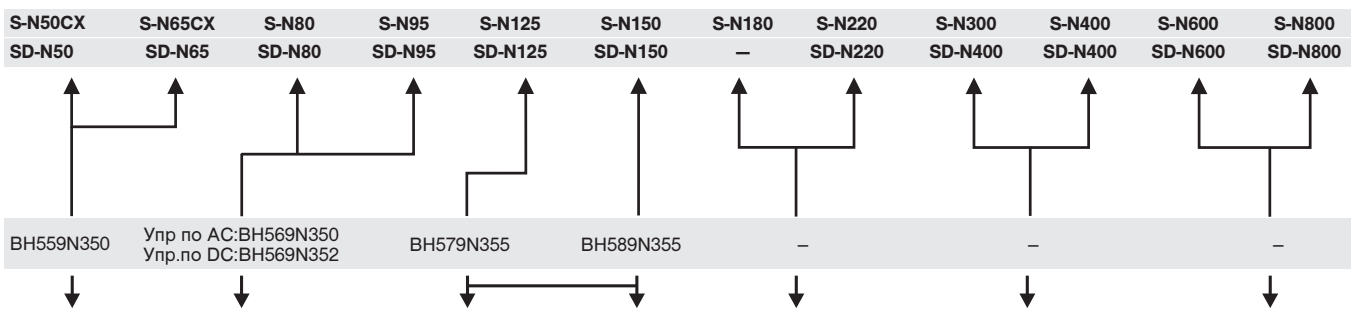 S-N50CX S-N65CX S-N80 S-N95 S-N125 S-N150 S-N180 S-N220 S-N300 S-N400 S-N600 S-N800
SD-N50 SD-N65 SD-N80 SD-N95 SD-N125 SD-N150 — SD-N220 SD-N400 SD-N400 SD-N600 SD-N800
BH559N350 Упр по AC:BH569N350 BH579N355 BH589N355 – – –
Упр.по DC:BH569N352